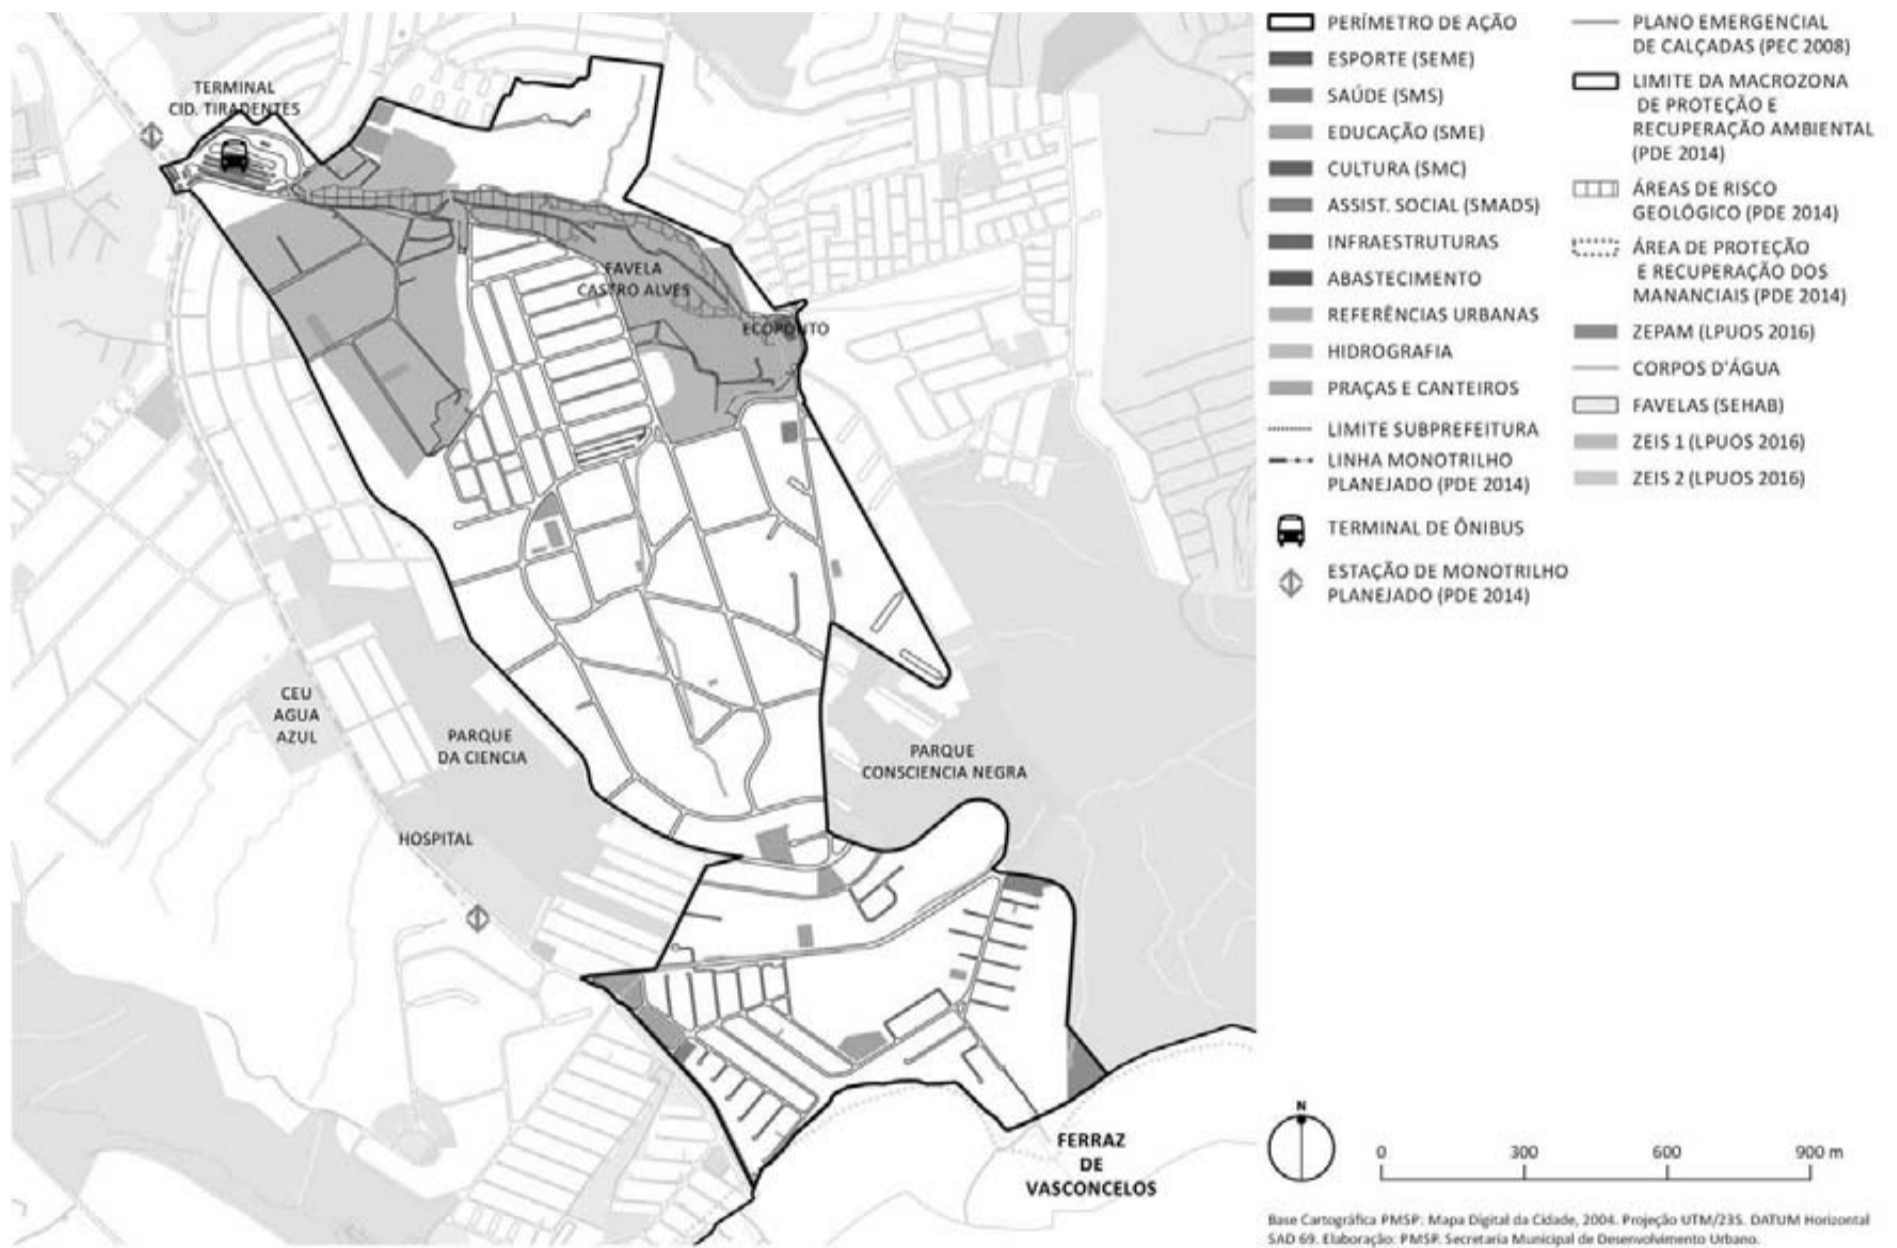 TERMINAL
CID. TIRADENTES
FAVELA
CASTRO ALVES
ECOPONTO
CEU
AGUA
AZUL
PARQUE
DA CIENCIA
HOSPITAL
PARQUE
CONSCIENCIA NEGRA
FERRAZ
DE
VASCONCELOS
PERÍMETRO DE AÇÃO
ESPORTE (SEME)
SAÚDE (SMS)
EDUCAÇÃO (SME)
CULTURA (SMC)
ASSIST. SOCIAL (SMADS)
INFRAESTRUTURAS
ABASTECIMENTO
REFERÊNCIAS URBANAS
HIDROGRAFIA
PRAÇAS E CANTEIROS
LIMITE SUBPREFEITURA
LINHA MONOTRILHO
PLANEJADO (PDE 2014)
TERMINAL DE ÔNIBUS
ESTAÇÃO DE MONOTRILHO
PLANEJADO (PDE 2014)
PLANO EMERGENCIAL
DE CALÇADAS (PEC 2008)
LIMITE DA MACROZONA
DE PROTEÇÃO E
RECUPERAÇÃO AMBIENTAL
(PDE 2014)
ÁREAS DE RISCO
GEOLÓGICO (PDE 2014)
ÁREA DE PROTEÇÃO
E RECUPERAÇÃO DOS
MANANCIAIS (PDE 2014)
ZEPAM (LPUOS 2016)
CORPOS D'ÁGUA
FAVELAS (SEHAB)
ZEIS 1 (LPUOS 2016)
ZEIS 2 (LPUOS 2016)
N
0 300 600 900 m
Base Cartográfica PMSP: Mapa Digital da Cidade, 2004. Projeção UTM/23S. DATUM Horizontal
SAD 69. Elaboração: PMSP. Secretaria Municipal de Desenvolvimento Urbano.